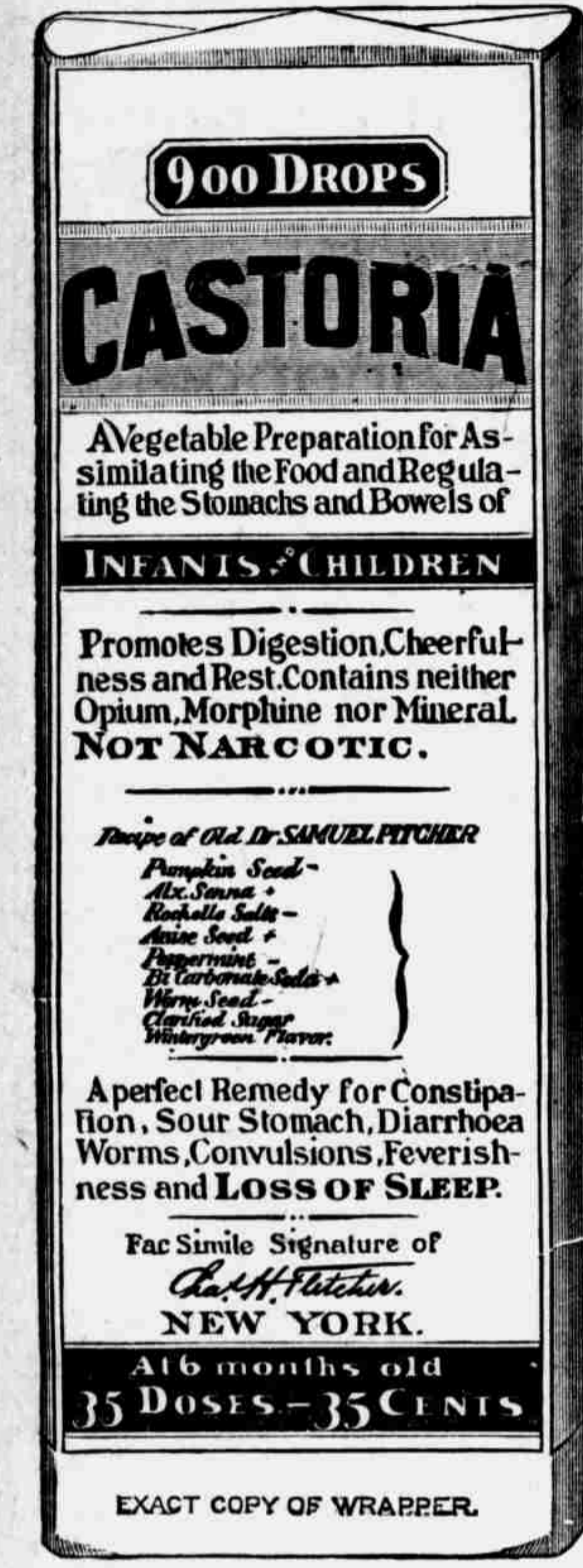 900 DROPS
CASTORIA
A Vegetable Preparation for As-
similating the Food and Regula-
ting the Stomachs and Bowels of
INFANTS AND CHILDREN
Promotes Digestion, Cheerful-
ness and Rest. Contains neither
Opium, Morphine nor Mineral.
NOT NARCOTIC.
Recipe of Old Dr SAMUEL PITCHER
Pumpkin Seed -
Alx. Senna +
Rochelle Salts -
Anise Seed +
Peppermint -
Bi Carbonate Soda +
Worm Seed -
Clarified Sugar
Wintergreen Flavor.
A perfect Remedy for Constipa-
tion, Sour Stomach, Diarrhoea
Worms, Convulsions, Feverish-
ness and LOSS OF SLEEP.
Fac Simile Signature of
Chas. H. Fletcher.
NEW YORK.
At 6 months old
35 DOSES. - 35 CENTS
EXACT COPY OF WRAPPER.